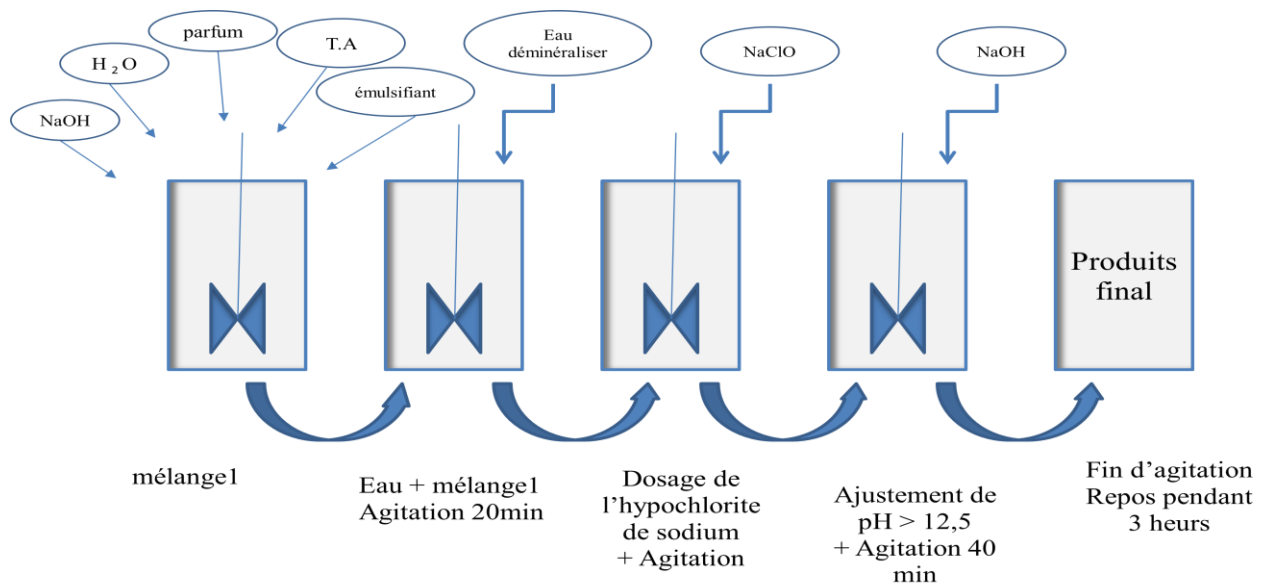 parfum
T.A
H₂O
émulsifiant
NaOH
Eau
déminéraliser
NaClO
NaOH
Produits
final
mélange1
Eau + mélange1
Agitation 20min
Dosage de
l'hypochlorite
de sodium
+ Agitation
Ajustement de
pH > 12,5
+ Agitation 40
min
Fin d'agitation
Repos pendant
3 heurs